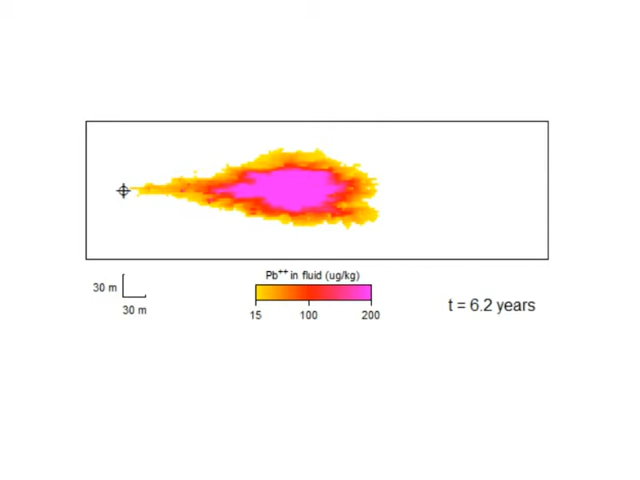 Pb⁺⁺ in fluid (ug/kg)
30 m
30 m
15 100 200
t = 6.2 years